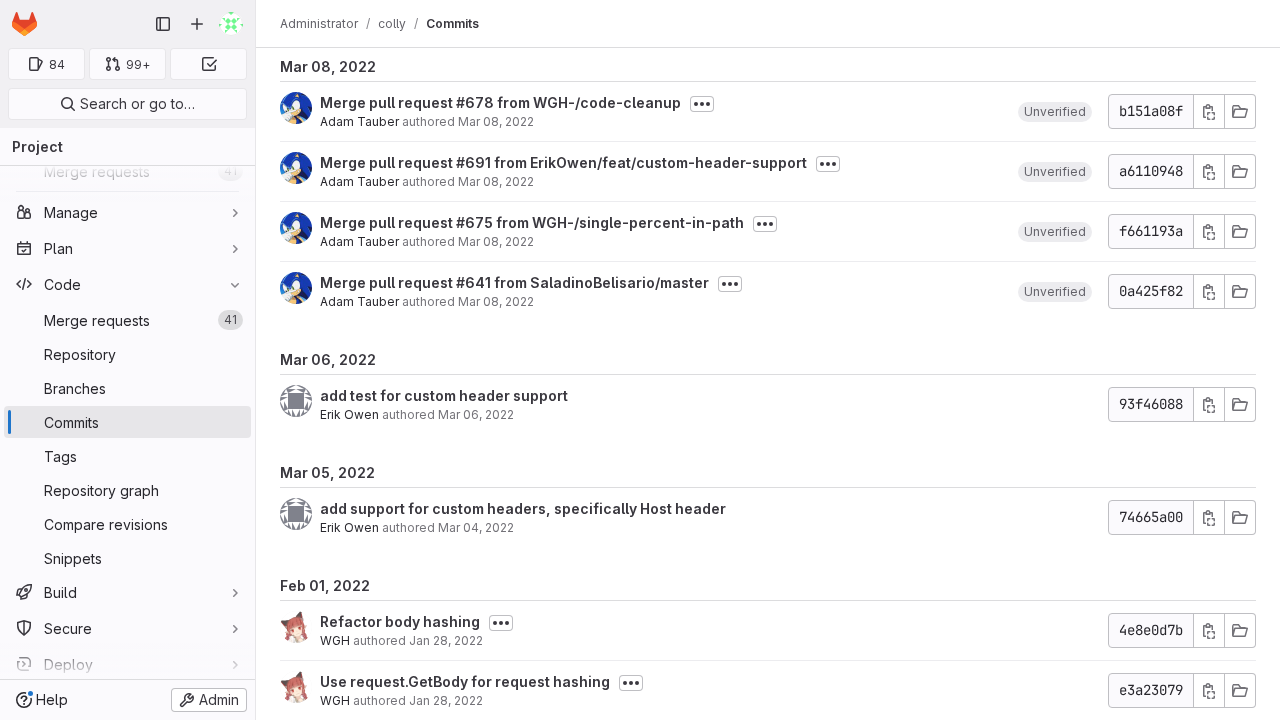 Administrator / colly / Commits
84
99+
Search or go to…
Project
Merge requests 41
Manage
Plan
Code
Merge requests 41
Repository
Branches
Commits
Tags
Repository graph
Compare revisions
Snippets
Build
Secure
Deploy
Help
Admin
Mar 08, 2022
Merge pull request #678 from WGH-/code-cleanup
Adam Tauber authored Mar 08, 2022
Unverified
b151a08f
Merge pull request #691 from ErikOwen/feat/custom-header-support
Adam Tauber authored Mar 08, 2022
Unverified
a6110948
Merge pull request #675 from WGH-/single-percent-in-path
Adam Tauber authored Mar 08, 2022
Unverified
f661193a
Merge pull request #641 from SaladinoBelisario/master
Adam Tauber authored Mar 08, 2022
Unverified
0a425f82
Mar 06, 2022
add test for custom header support
Erik Owen authored Mar 06, 2022
93f46088
Mar 05, 2022
add support for custom headers, specifically Host header
Erik Owen authored Mar 04, 2022
74665a00
Feb 01, 2022
Refactor body hashing
WGH authored Jan 28, 2022
4e8e0d7b
Use request.GetBody for request hashing
WGH authored Jan 28, 2022
e3a23079